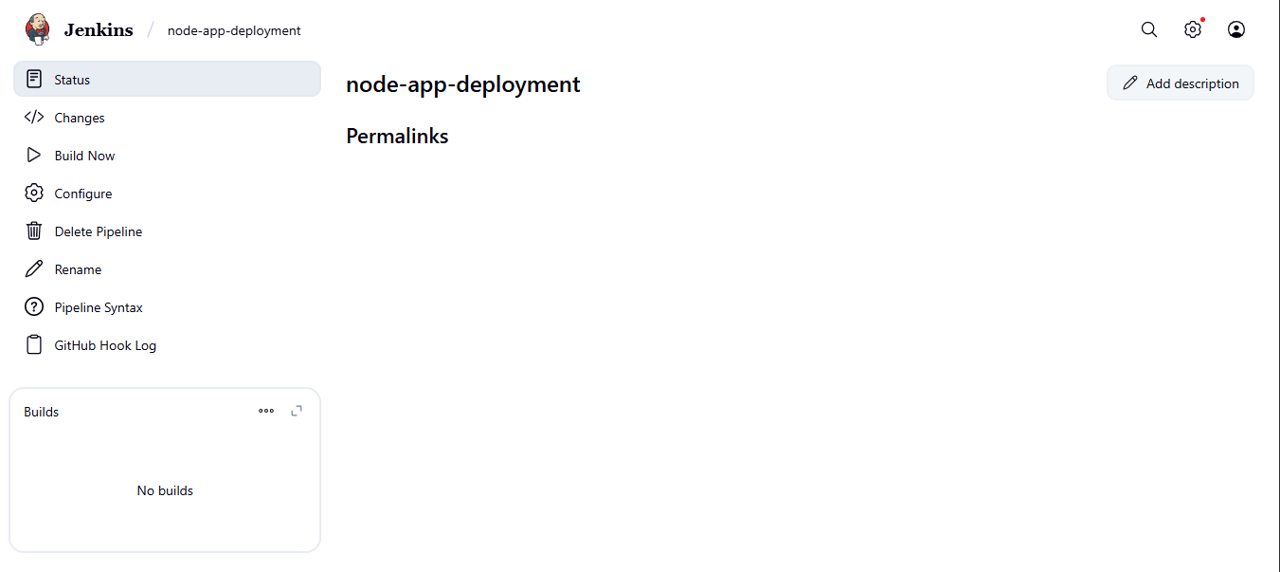 Jenkins / node-app-deployment
Status
Changes
Build Now
Configure
Delete Pipeline
Rename
Pipeline Syntax
GitHub Hook Log
Builds
No builds
node-app-deployment
Add description
Permalinks